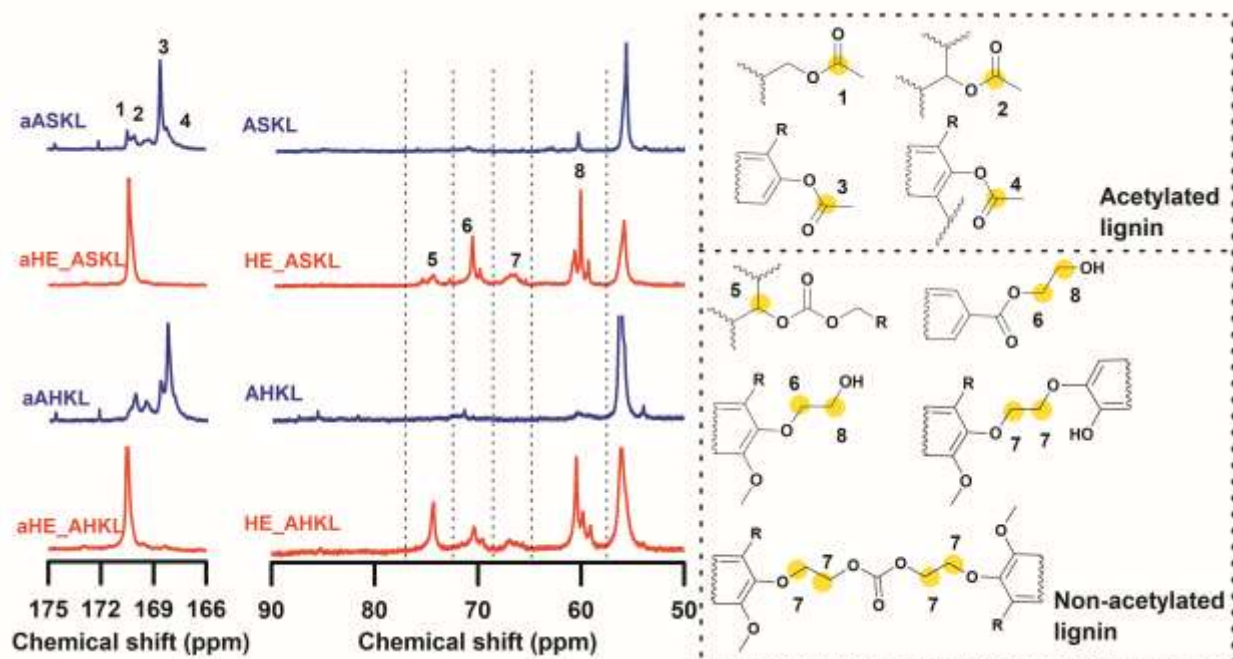 3
1 2
4
aASKL
ASKL
8
aHE_ASKL
HE_ASKL
5
6
7
aAHKL
AHKL
aHE_AHKL
HE_AHKL
175 172 169 166
90 80 70 60 50
Chemical shift (ppm) Chemical shift (ppm)
O
O
1
O
O
2
R
O
3
O
R
O
4
O
Acetylated
lignin
5
O
O
O
R
O
6
O
OH
8
R
6
OH
O
8
O
R
O
7
7
O
HO
O
R
7
O
O
O
O
7
O
7
7
O
O
O
R
Non-acetylated
lignin